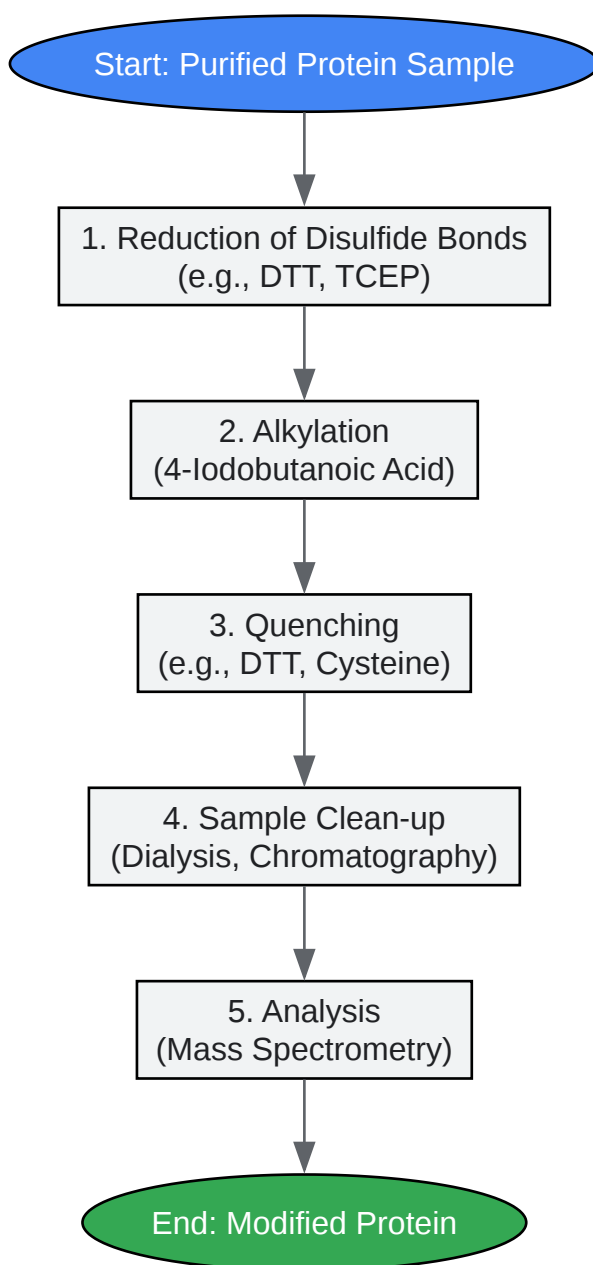 Start: Purified Protein Sample
1. Reduction of Disulfide Bonds
(e.g., DTT, TCEP)
2. Alkylation
(4-Iodobutanoic Acid)
3. Quenching
(e.g., DTT, Cysteine)
4. Sample Clean-up
(Dialysis, Chromatography)
5. Analysis
(Mass Spectrometry)
End: Modified Protein